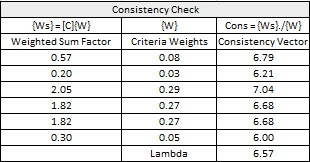 Consistency Check
{Ws} = [C]{W} {W} Cons = {Ws}./{W}
Weighted Sum Factor Criteria Weights Consistency Vector
0.57 0.08 6.79
0.20 0.03 6.21
2.05 0.29 7.04
1.82 0.27 6.68
1.82 0.27 6.68
0.30 0.05 6.00
Lambda 6.57